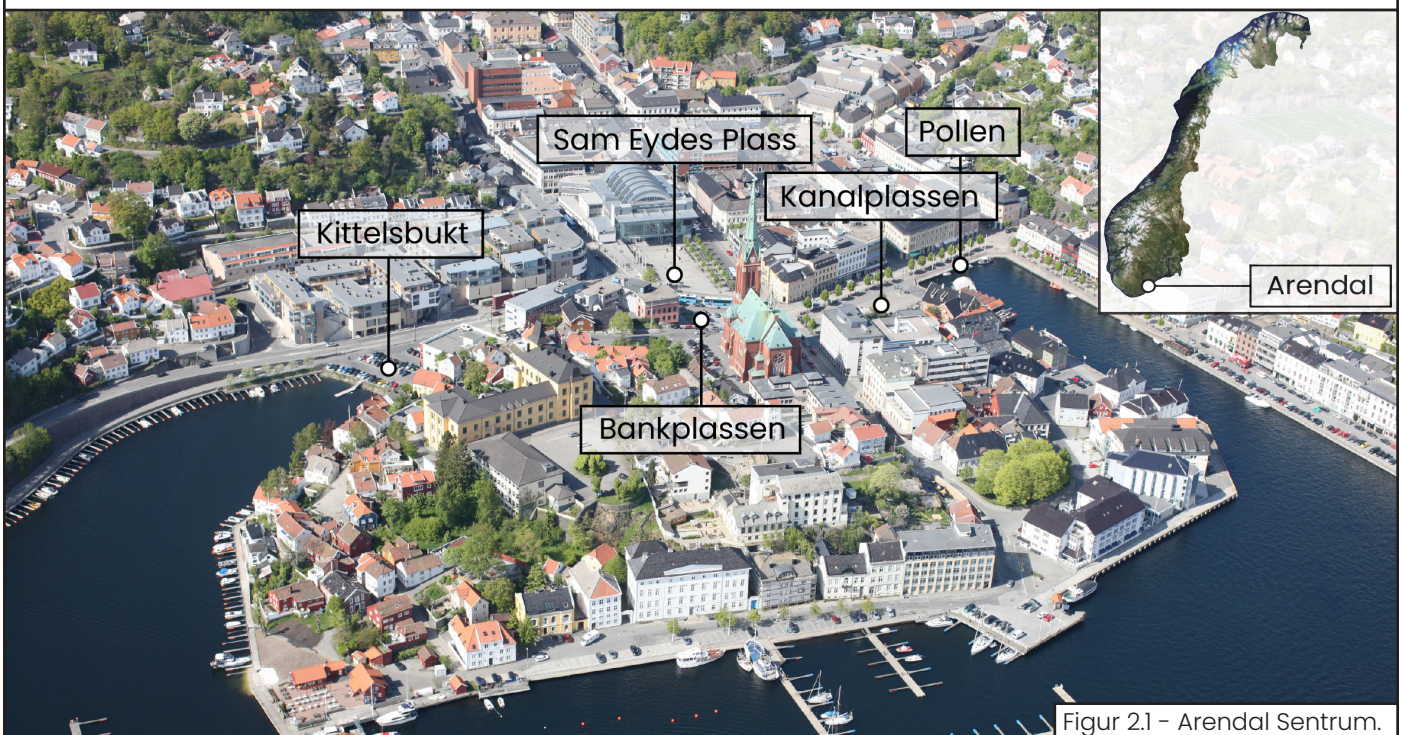 Sam Eydes Plass
Pollen
Kanalplassen
Kittelsbukt
Arendal
Bankplassen
Figur 2.1 - Arendal Sentrum.